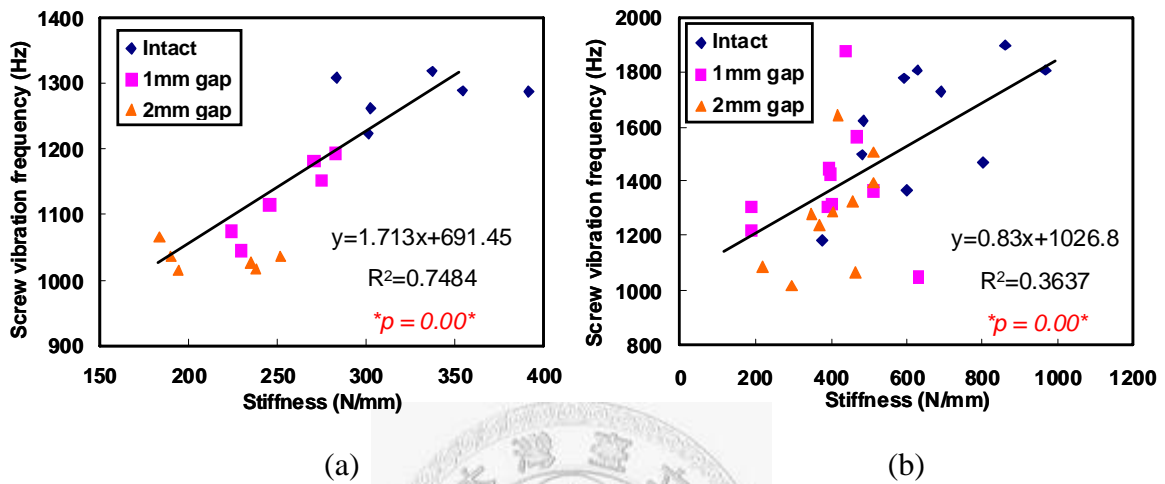 1400
1300
1200
1100
1000
900
Screw vibration frequency (Hz)
Intact
1mm gap
2mm gap
y=1.713x+691.45
R²=0.7484
*p = 0.00*
150 200 250 300 350 400
Stiffness (N/mm)
(a)
2000
1800
1600
1400
1200
1000
800
Screw vibration frequency (Hz)
Intact
1mm gap
2mm gap
y=0.83x+1026.8
R²=0.3637
*p = 0.00*
0 200 400 600 800 1000 1200
Stiffness (N/mm)
(b)